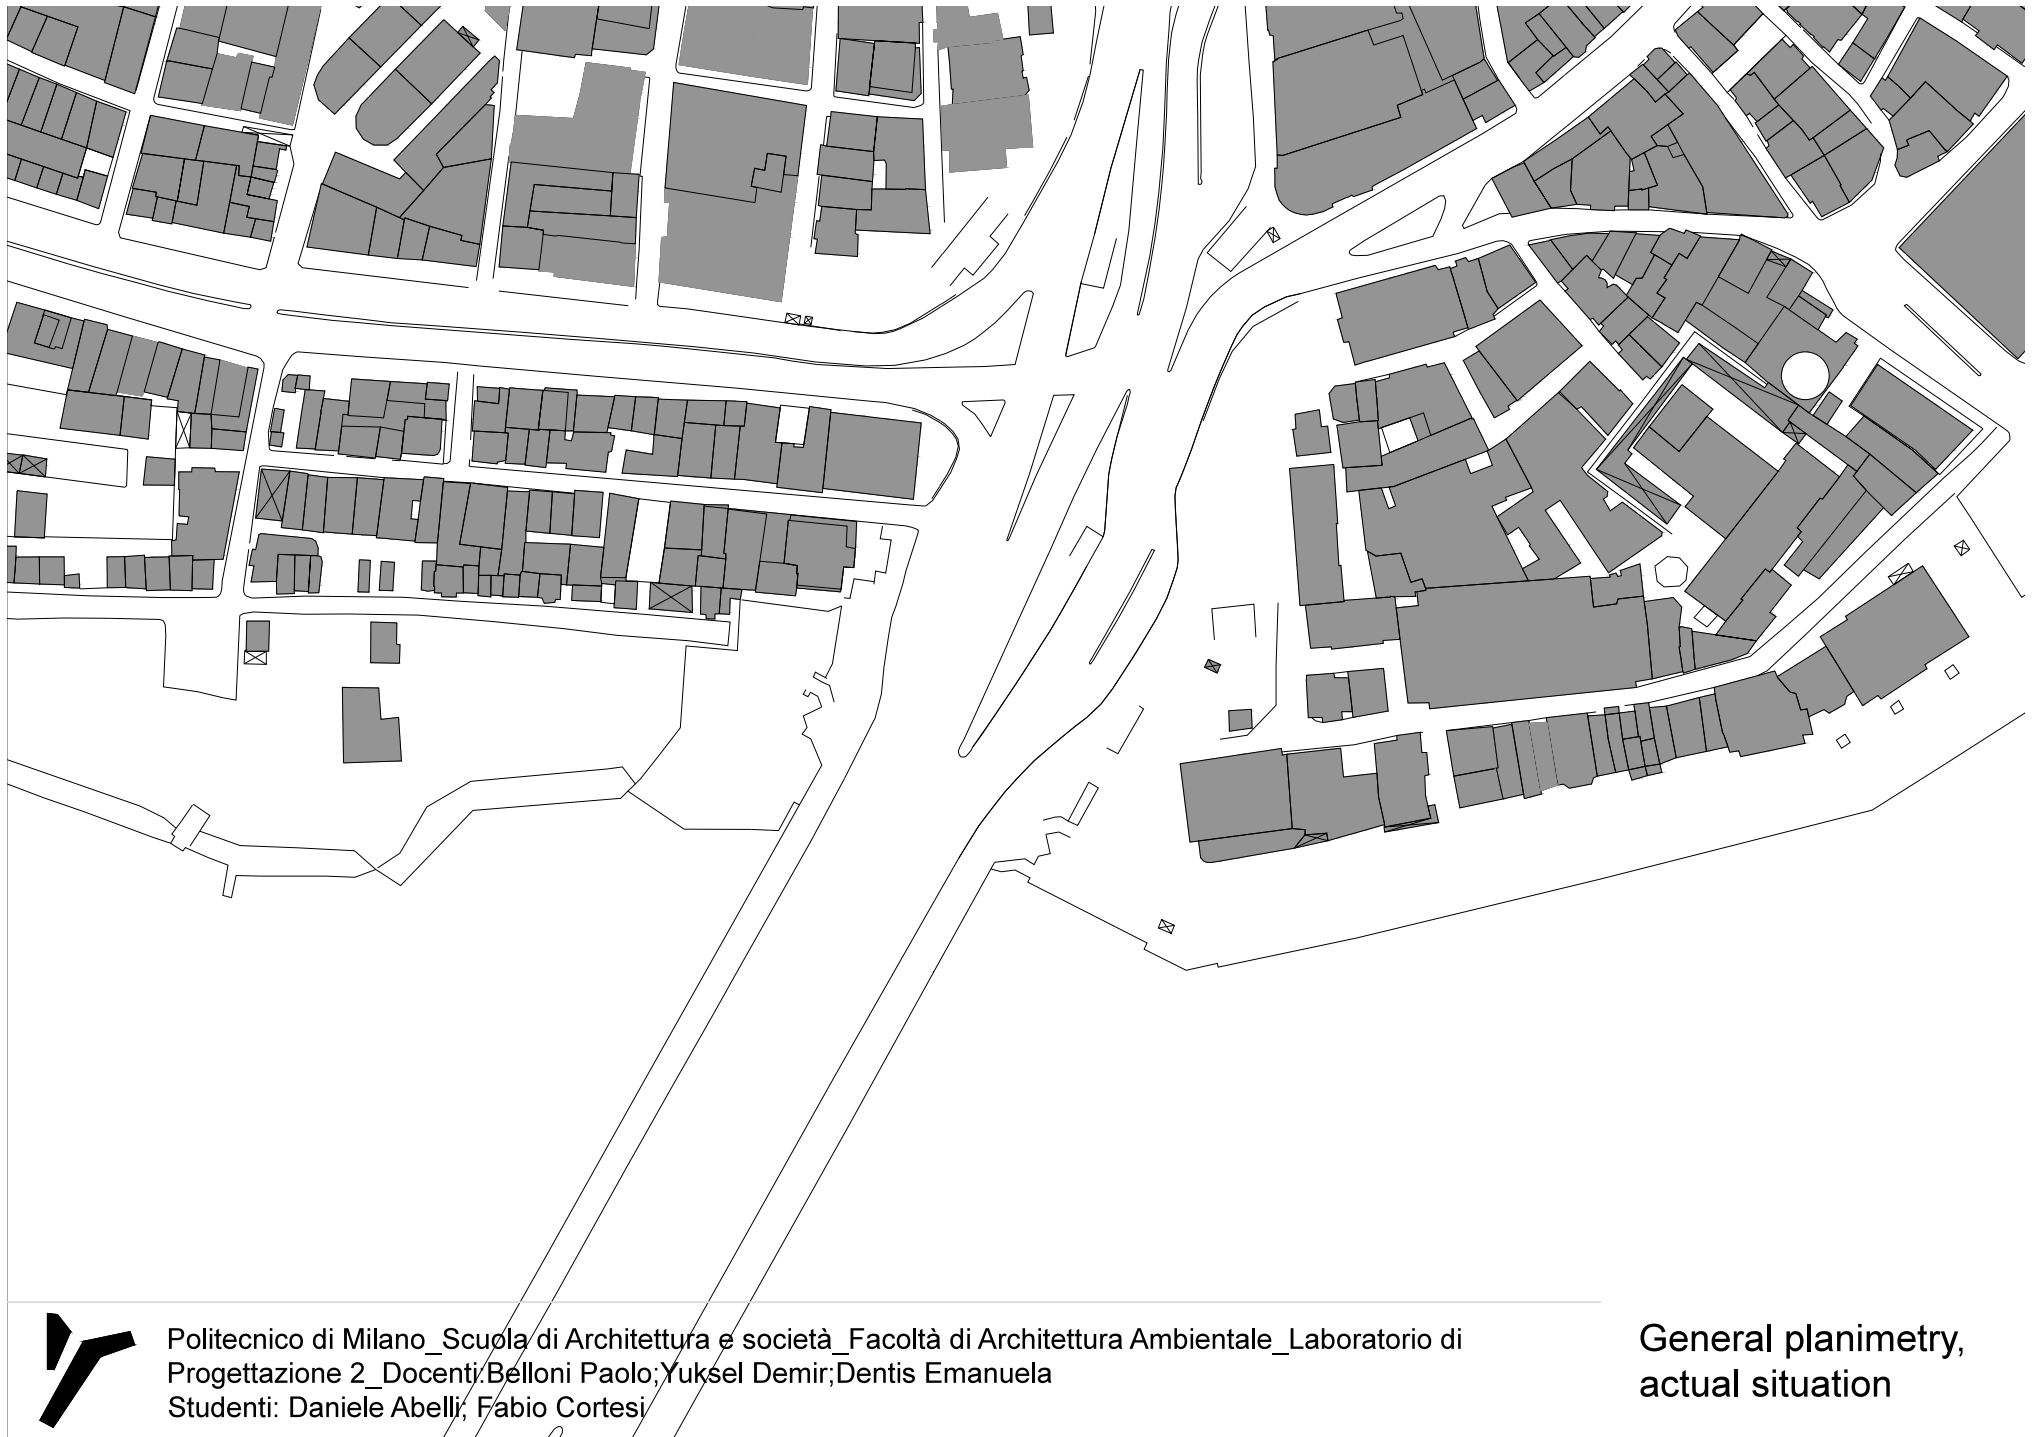 Politecnico di Milano_Scuola di Architettura e società_Facoltà di Architettura Ambientale_Laboratorio di
Progettazione 2_Docenti:Belloni Paolo;Yuksel Demir;Dentis Emanuela
Studenti: Daniele Abelli; Fabio Cortesi
General planimetry,
actual situation